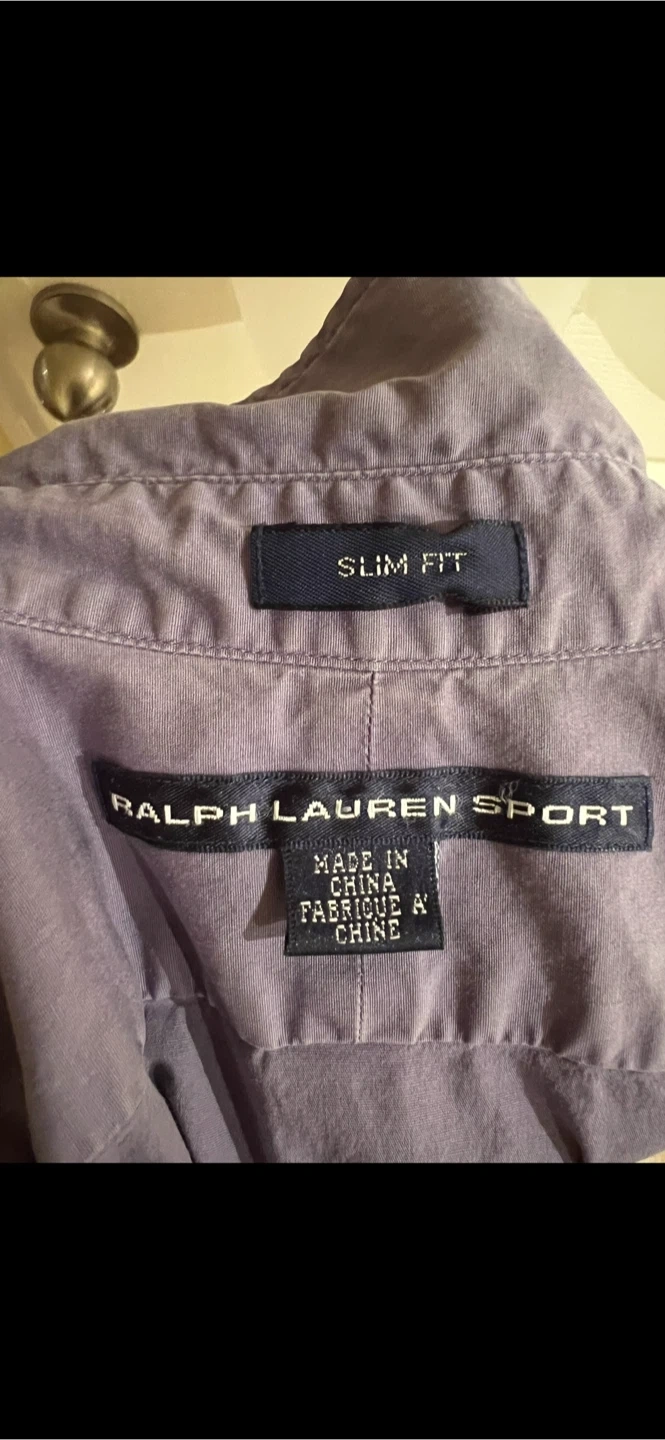 SLIM FIT
RALPH LAUREN SPORT
MADE IN
CHINA
FABRIQUE A'
CHINE